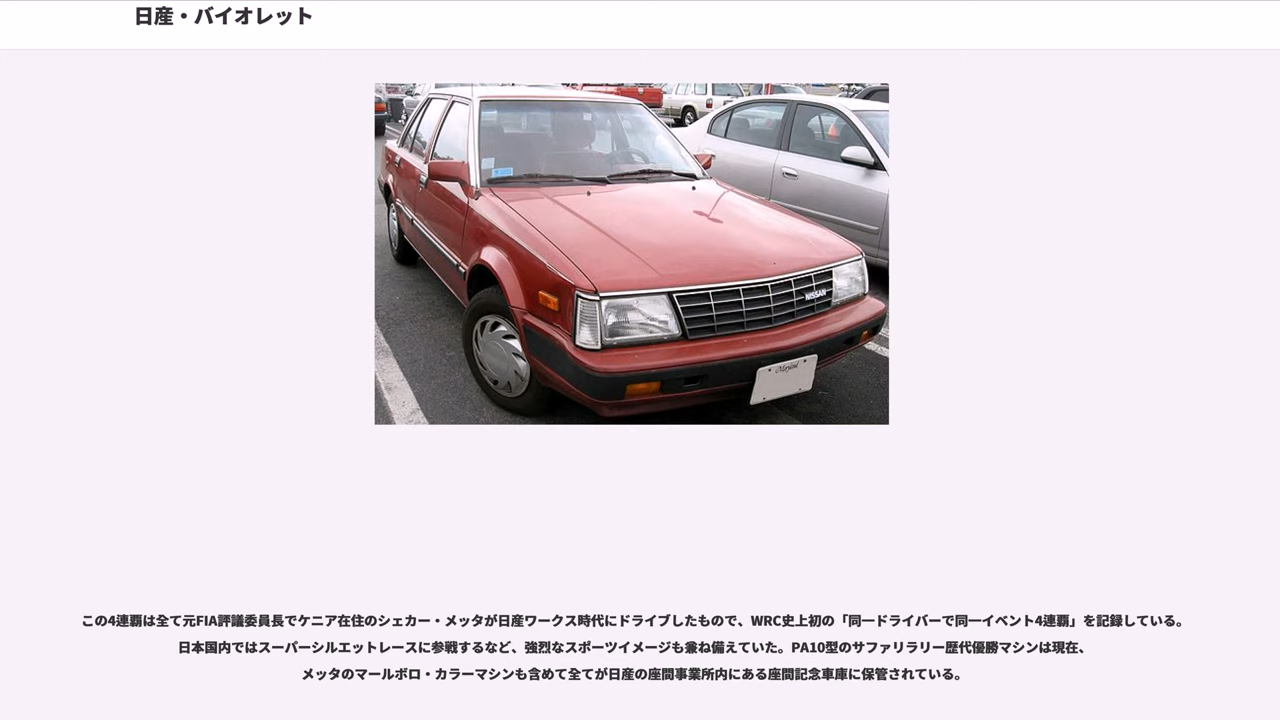 日産・バイオレット
NISSAN
Maryland
この4連覇は全て元FIA評議委員長でケニア在住のシェカー・メッタが日産ワークス時代にドライブしたもので、WRC史上初の「同一ドライバーで同一イベント4連覇」を記録している。
日本国内ではスーパーシルエットレースに参戦するなど、強烈なスポーツイメージも兼ね備えていた。PA10型のサファリラリー歴代優勝マシンは現在、
メッタのマールボロ・カラーマシンも含めて全てが日産の座間事業所内にある座間記念車庫に保管されている。